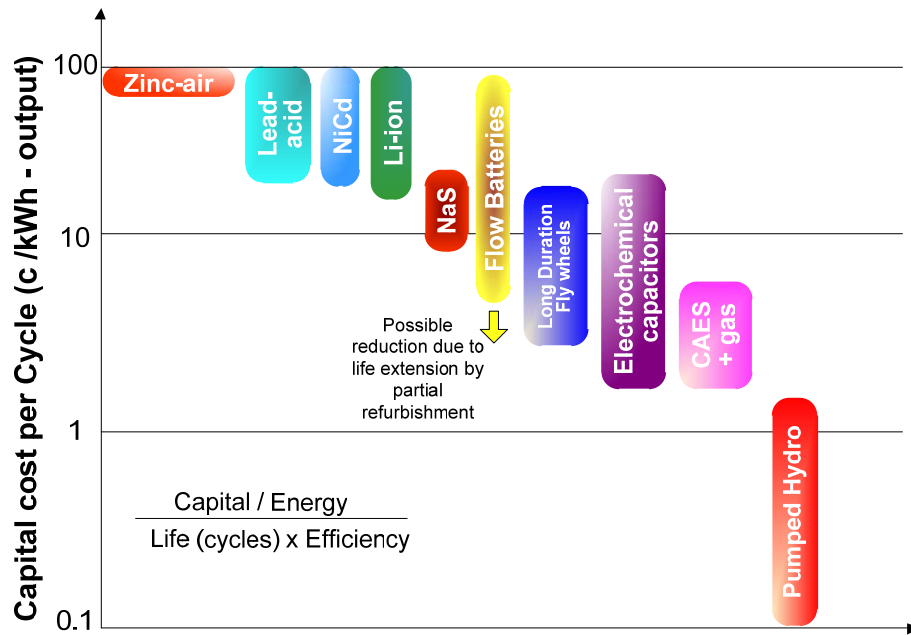 Capital cost per Cycle (c /kWh - output)
100
10
1
0.1
Zinc-air
Lead-
acid
NiCd
Li-ion
NaS
Flow Batteries
Long Duration
Fly wheels
Electrochemical
capacitors
CAES
+ gas
Pumped Hydro
Possible
reduction due to
life extension by
partial
refurbishment
Capital / Energy
Life (cycles) x Efficiency